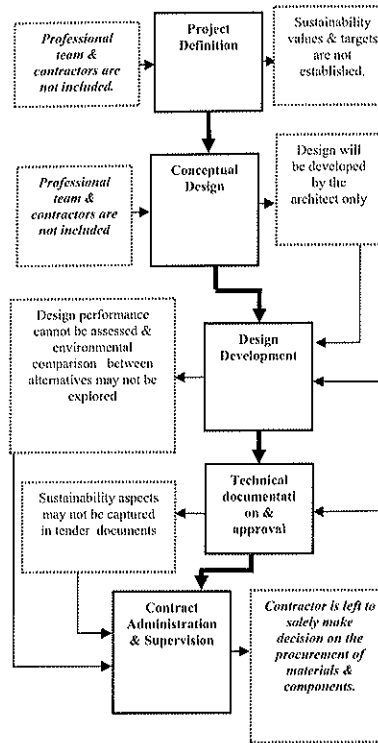 Professional
team &
contractors are
not included.
Project
Definition
Sustainability
values & targets
are not
established.
Professional
team &
contractors are
not included
Conceptual
Design
Design will
be developed
by the
architect only
Design performance
cannot be assessed &
environmental
comparison between
alternatives may not be
explored
Design
Development
Sustainability aspects
may not be captured
in tender documents
Technical
documentati
on &
approval
Contract
Administration
& Supervision
Contractor is left to
solely make
decision on the
procurement of
materials &
components.